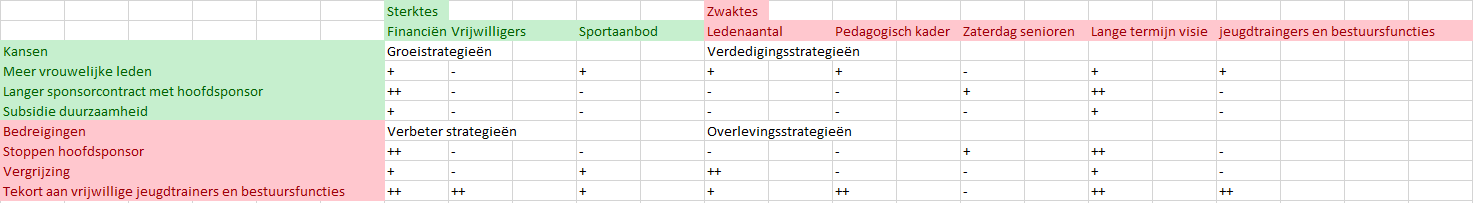 Sterktes Zwaktes
Financiën Vrijwilligers Sportaanbod Ledenaantal Pedagogisch kader Zaterdag senioren Lange termijn visie jeugdtraingers en bestuursfuncties
Kansen Groeistrategieën Verdedigingsstrategieën
Meer vrouwelijke leden + - + + + - + +
Langer sponsorcontract met hoofdsponsor ++ - - - - + ++ -
Subsidie duurzaamheid + - - - - - + -
Bedreigingen Verbeter strategieën Overlevingsstrategieën
Stoppen hoofdsponsor ++ - - - - + ++ -
Vergrijzing + - + ++ - - + -
Tekort aan vrijwillige jeugdtrainers en bestuursfuncties ++ ++ + + ++ - ++ ++